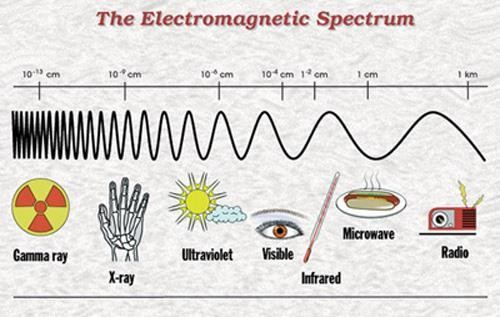 The Electromagnetic Spectrum
10⁻¹³ cm 10⁻⁹ cm 10⁻⁶ cm 10⁻⁴ cm 1⁻² cm 1 cm 1 km
Gamma ray X-ray Ultraviolet Visible Infrared Microwave Radio